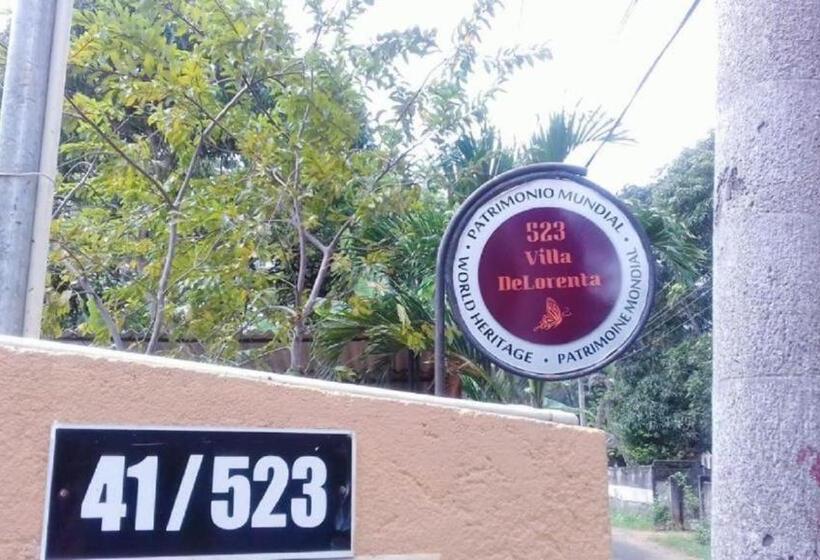 • PATRIMONIO MUNDIAL •
WORLD HERITAGE • PATRIMOINE MONDIAL
523
Villa
DeLorenta
41/523